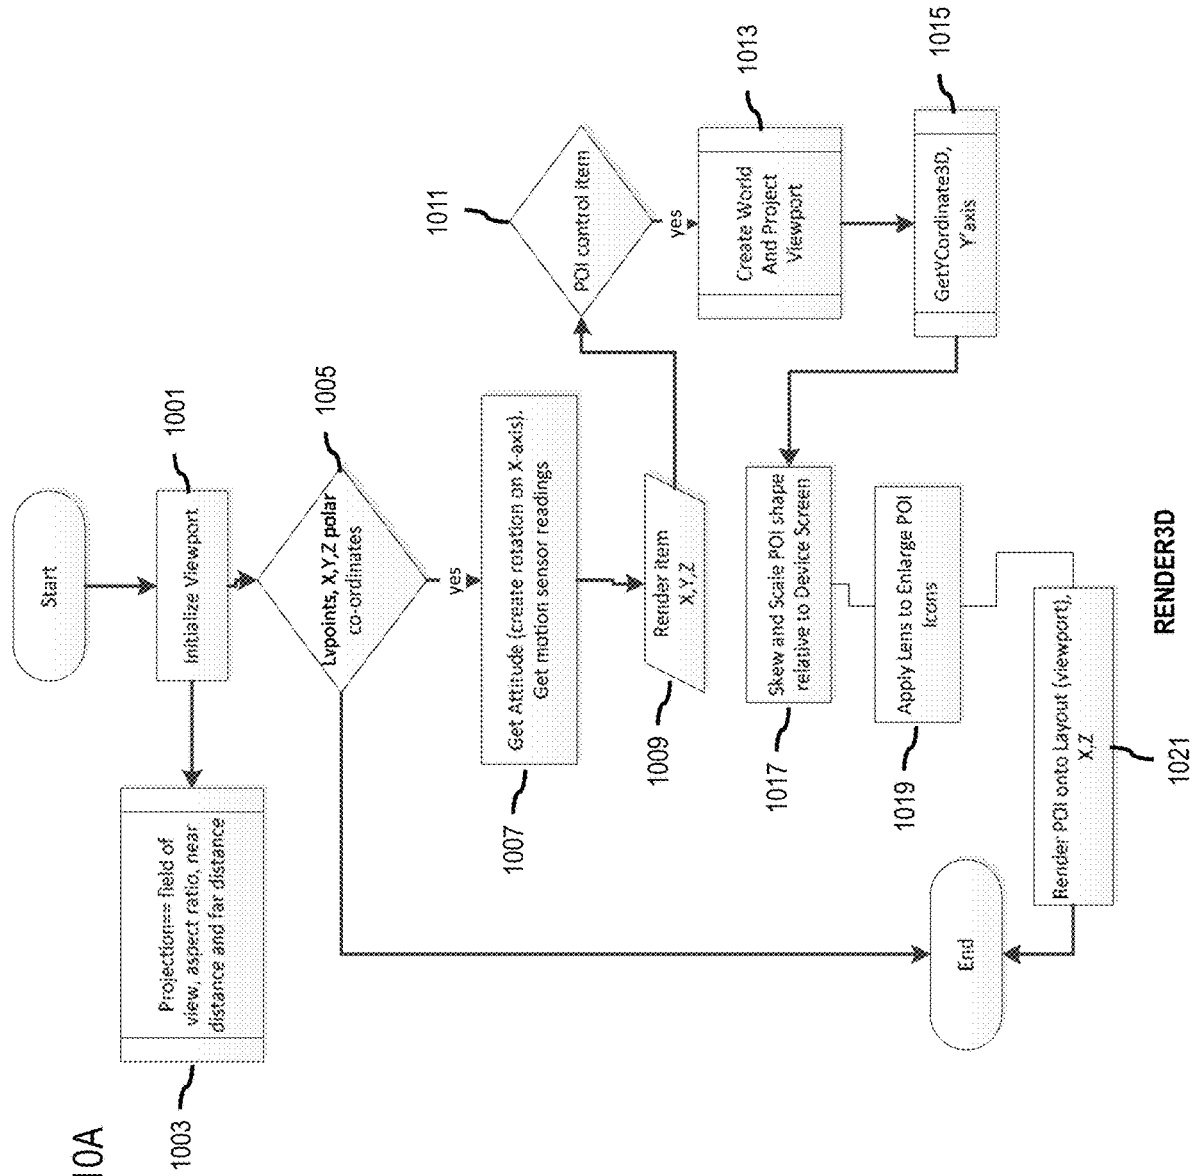 10A
Start
1001
Initialize Viewport
1003
Projection== field of
view, aspect ratio, near
distance and far distance
1005
Lvpoints, X,Y,Z polar
co-ordinates
yes
1007
Get Attitude (create rotation on X-axis),
Get motion sensor readings
1009
Render item
X,Y,Z
1011
POI control item
yes
1013
Create World
And Project
Viewport
1015
GetYCordinate3D,
Y'axis
1017
Skew and Scale POI shape
relative to Device Screen
1019
Apply Lens to Enlarge POI
Icons
1021
Render POI onto Layout (viewport),
X,Z
End
RENDER3D